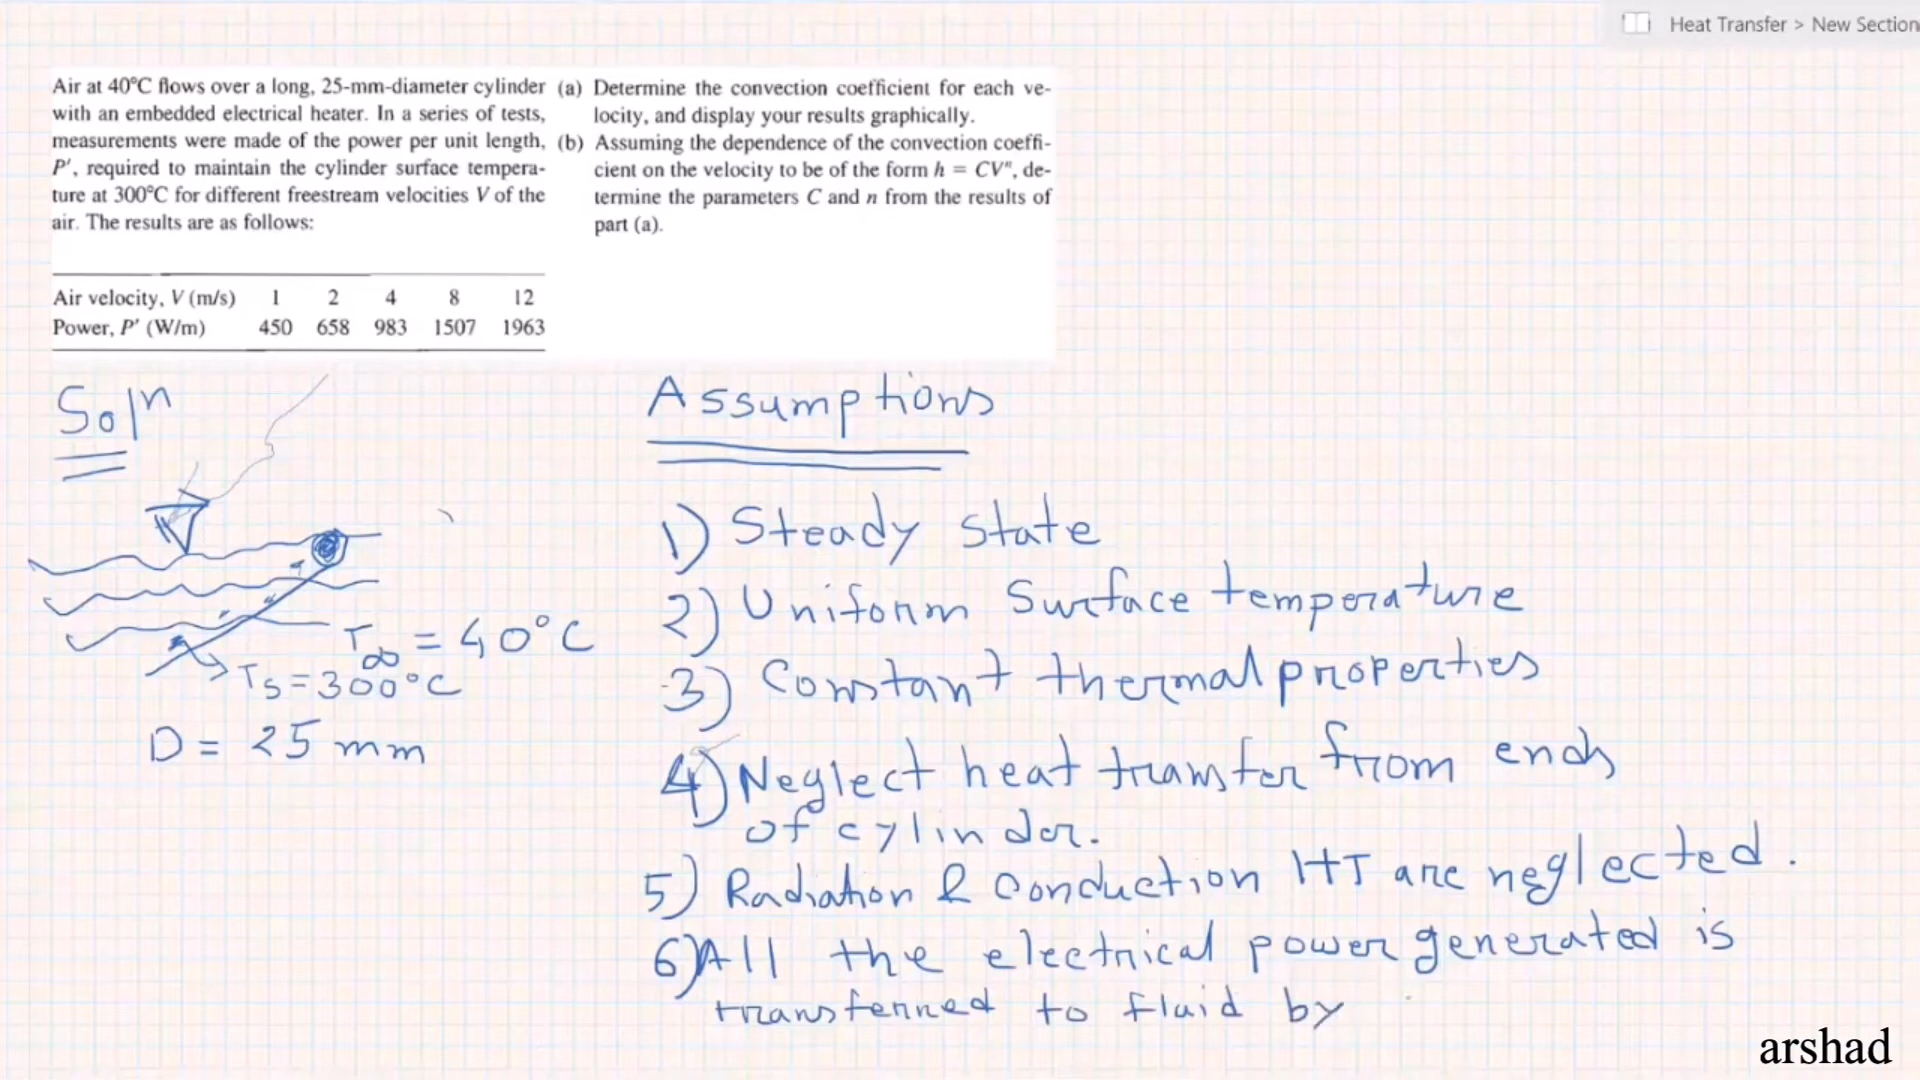 Heat Transfer > New Section
Air at 40°C flows over a long, 25-mm-diameter cylinder
with an embedded electrical heater. In a series of tests,
measurements were made of the power per unit length,
P′, required to maintain the cylinder surface tempera-
ture at 300°C for different freestream velocities V of the
air. The results are as follows:
Air velocity, V (m/s) 1 2 4 8 12
Power, P′ (W/m) 450 658 983 1507 1963
(a) Determine the convection coefficient for each ve-
locity, and display your results graphically.
(b) Assuming the dependence of the convection coeffi-
cient on the velocity to be of the form h = CVⁿ, de-
termine the parameters C and n from the results of
part (a).
Soln
T∞ = 40°C
Ts = 300°C
D = 25 mm
Assumptions
1) Steady state
2) Uniform Surface temperature
3) Constant thermal properties
4) Neglect heat transfer from ends
of cylinder.
5) Radiation & Conduction HT are neglected.
6) All the electrical power generated is
transferred to fluid by
arshad